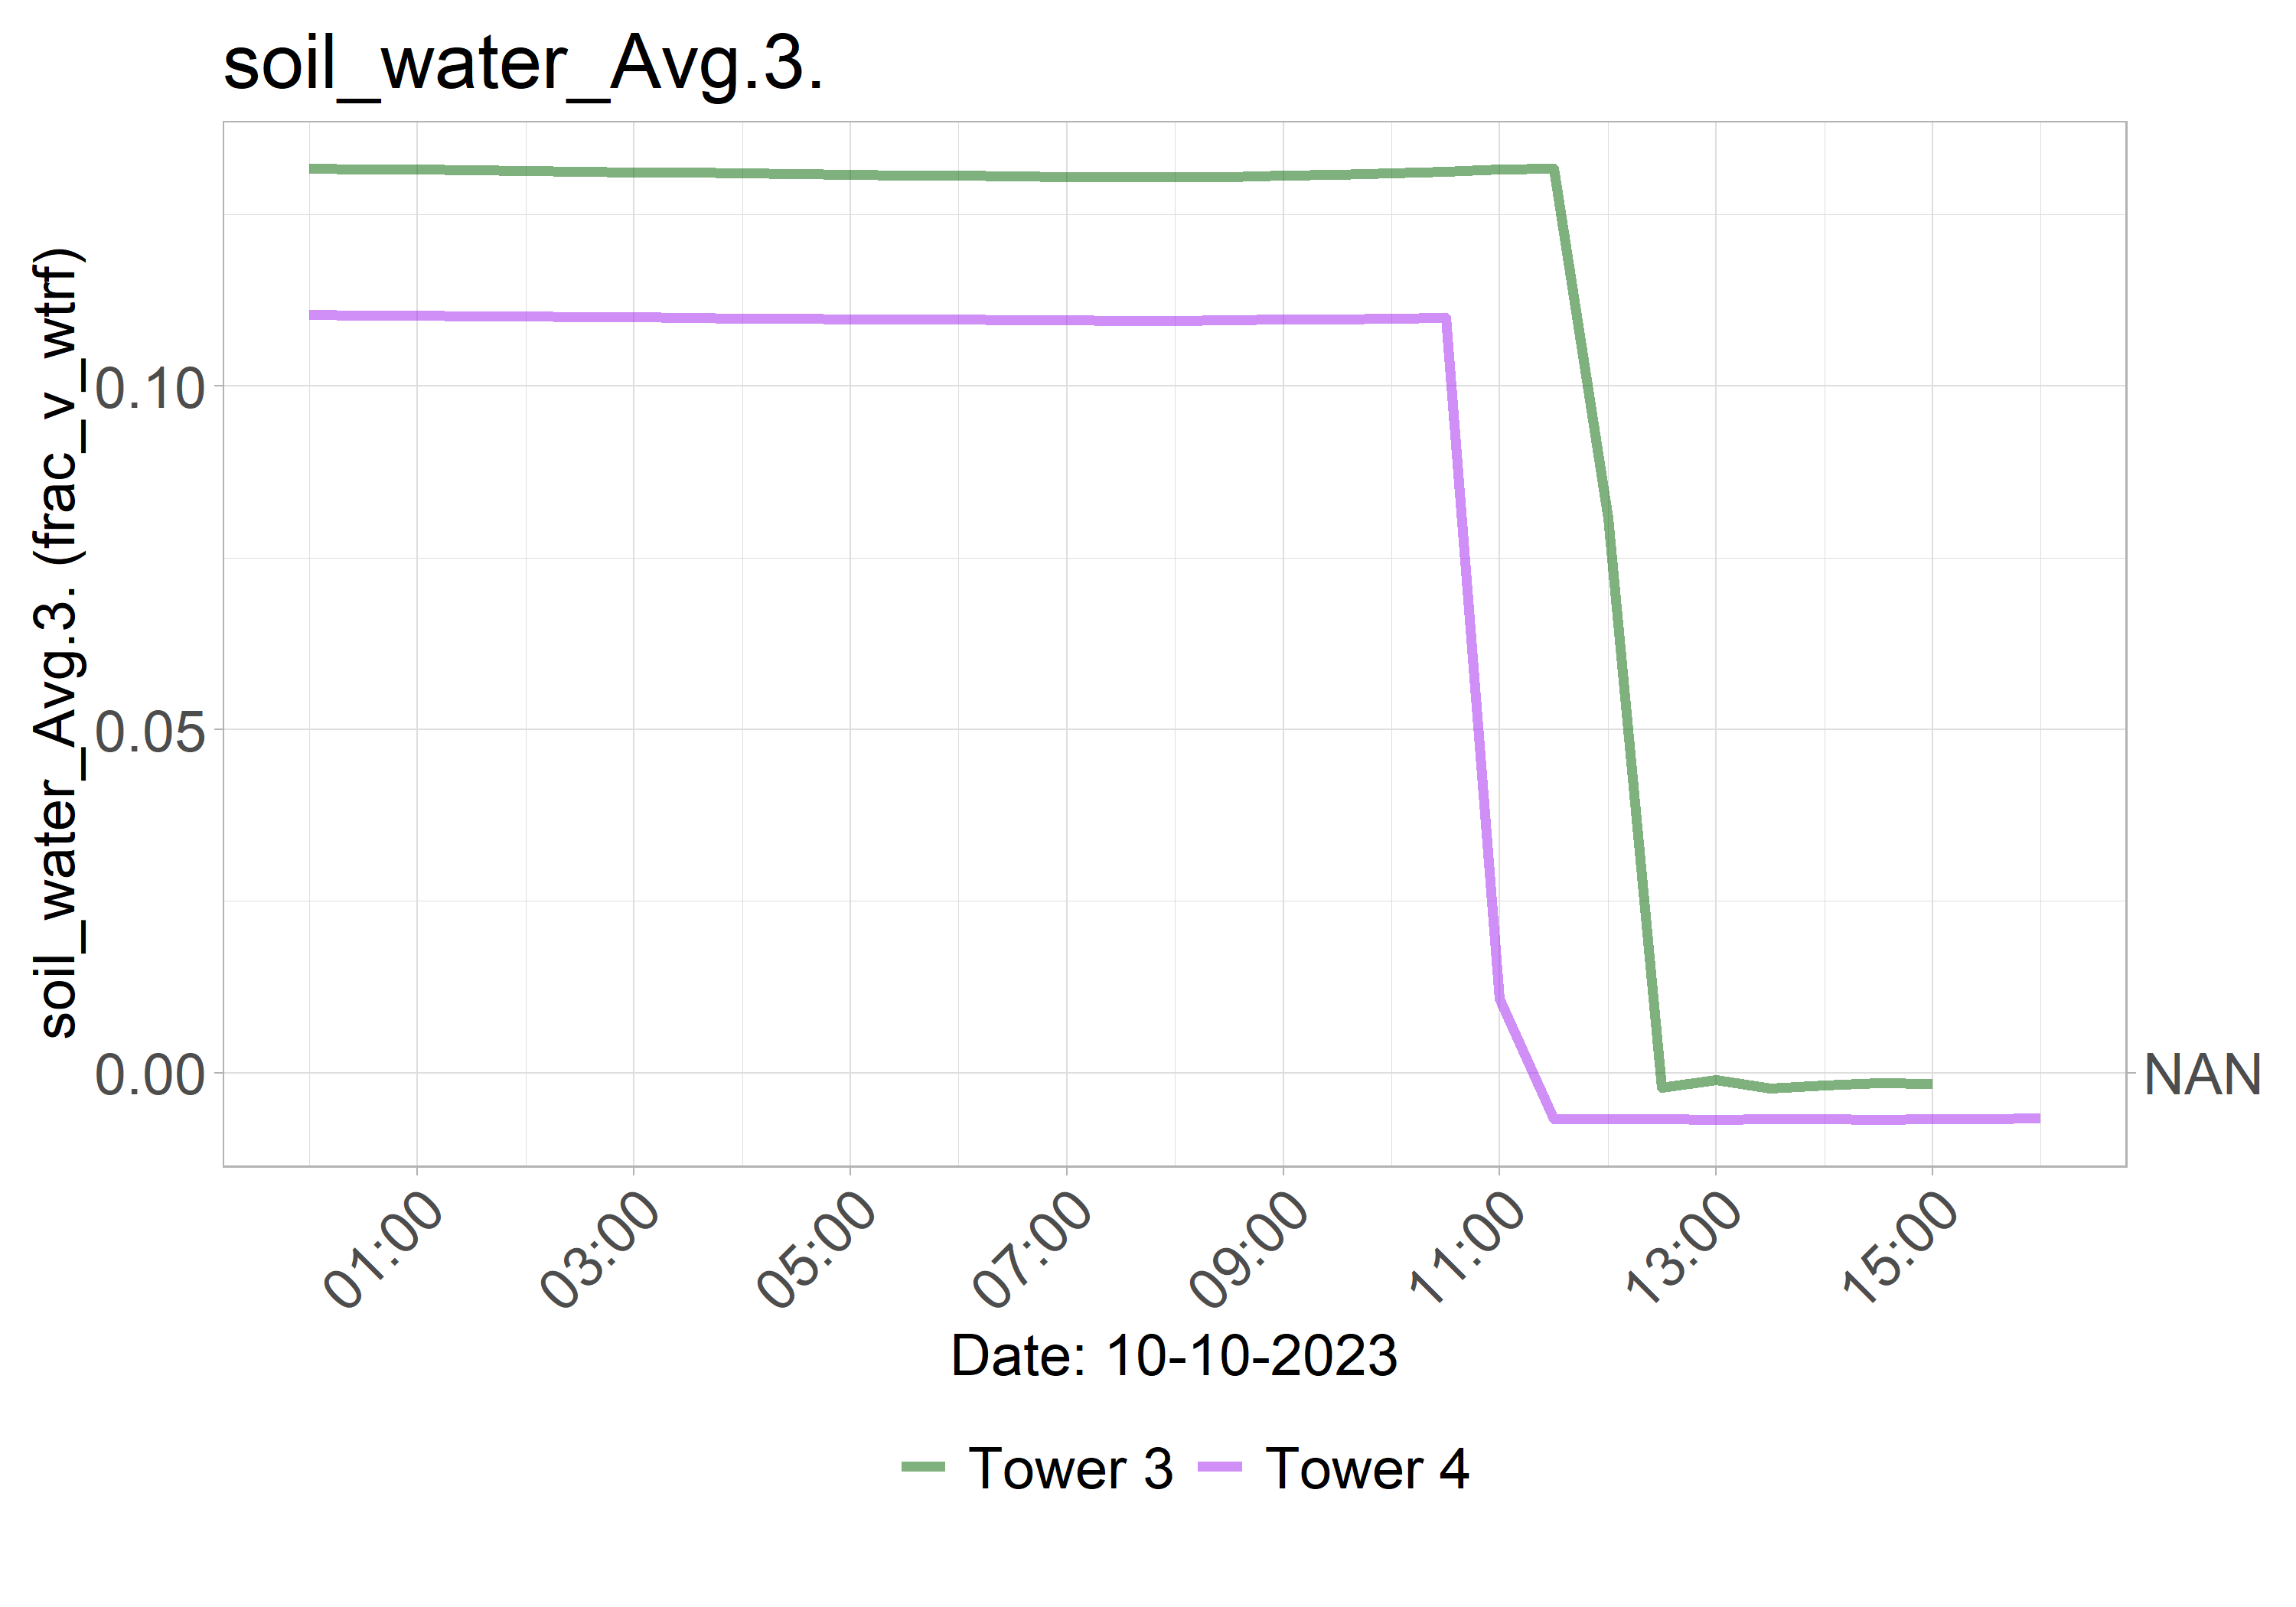 soil_water_Avg.3.
soil_water_Avg.3. (frac_v_wtrf)
0.10
0.05
0.00
NAN
01:00
03:00
05:00
07:00
09:00
11:00
13:00
15:00
Date: 10-10-2023
Tower 3
Tower 4